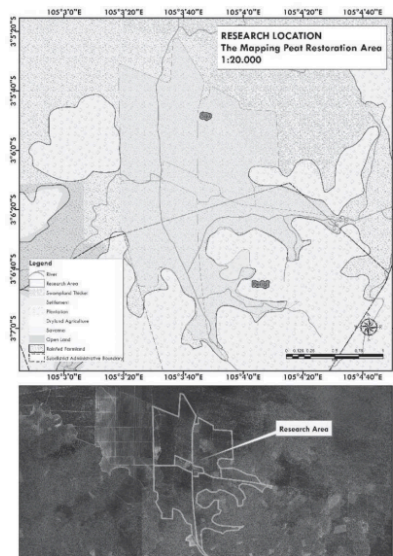 105°3'0"E 105°3'20"E 105°3'40"E 105°4'0"E 105°4'20"E 105°4'40"E
RESEARCH LOCATION
The Mapping Peat Restoration Area
1:20.000
3°5'20"S
3°5'40"S
3°6'0"S
3°6'20"S
3°6'40"S
3°7'0"S
Legend
River
Research Area
Swampland Thicket
Settlement
Plantation
Dryland Agriculture
Savanna
Open Land
Rainfed Floodland
Subdistrict Administrative Boundary
105°3'0"E 105°3'20"E 105°3'40"E 105°4'0"E 105°4'20"E 105°4'40"E
Research Area